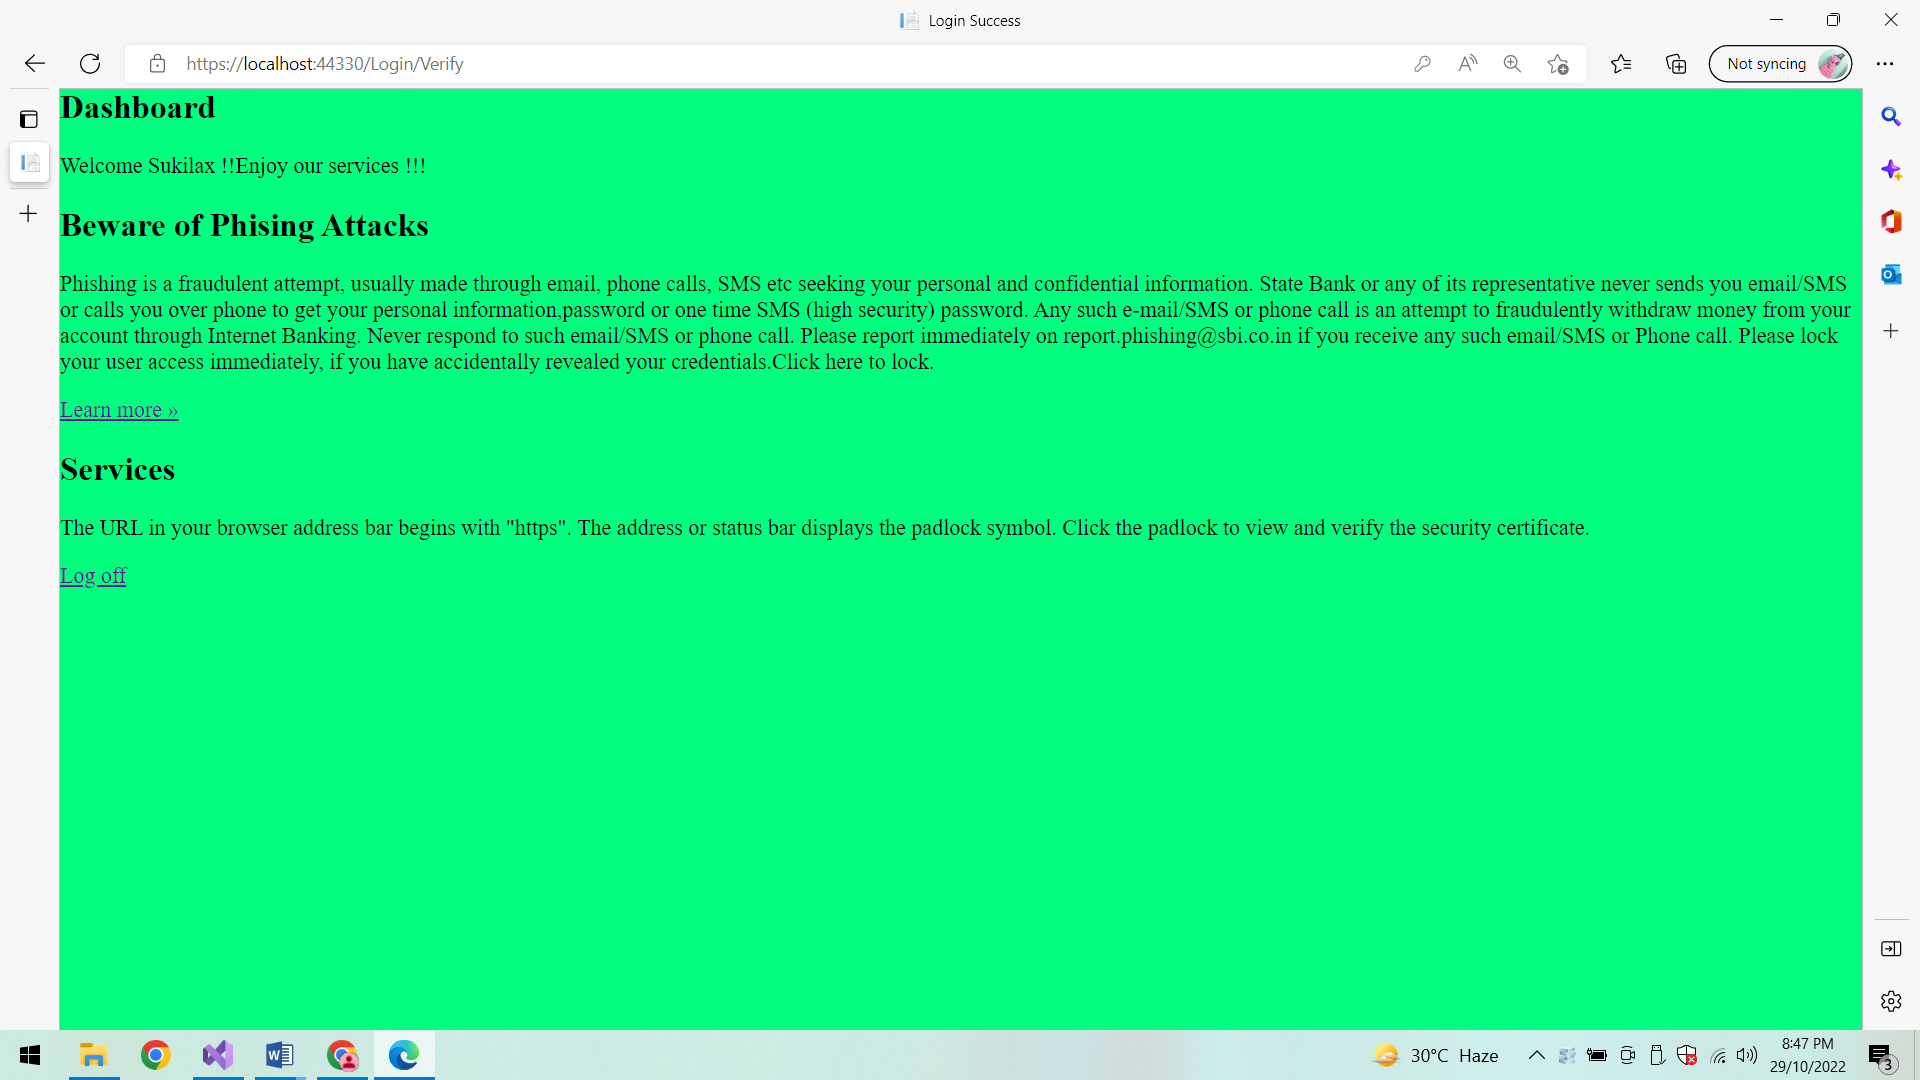 Login Success
https://localhost:44330/Login/Verify
Not syncing
Dashboard
Welcome Sukilax !!Enjoy our services !!!
Beware of Phising Attacks
Phishing is a fraudulent attempt, usually made through email, phone calls, SMS etc seeking your personal and confidential information. State Bank or any of its representative never sends you email/SMS
or calls you over phone to get your personal information,password or one time SMS (high security) password. Any such e-mail/SMS or phone call is an attempt to fraudulently withdraw money from your
account through Internet Banking. Never respond to such email/SMS or phone call. Please report immediately on report.phishing@sbi.co.in if you receive any such email/SMS or Phone call. Please lock
your user access immediately, if you have accidentally revealed your credentials.Click here to lock.
Learn more »
Services
The URL in your browser address bar begins with "https". The address or status bar displays the padlock symbol. Click the padlock to view and verify the security certificate.
Log off
30°C Haze
8:47 PM
29/10/2022
3